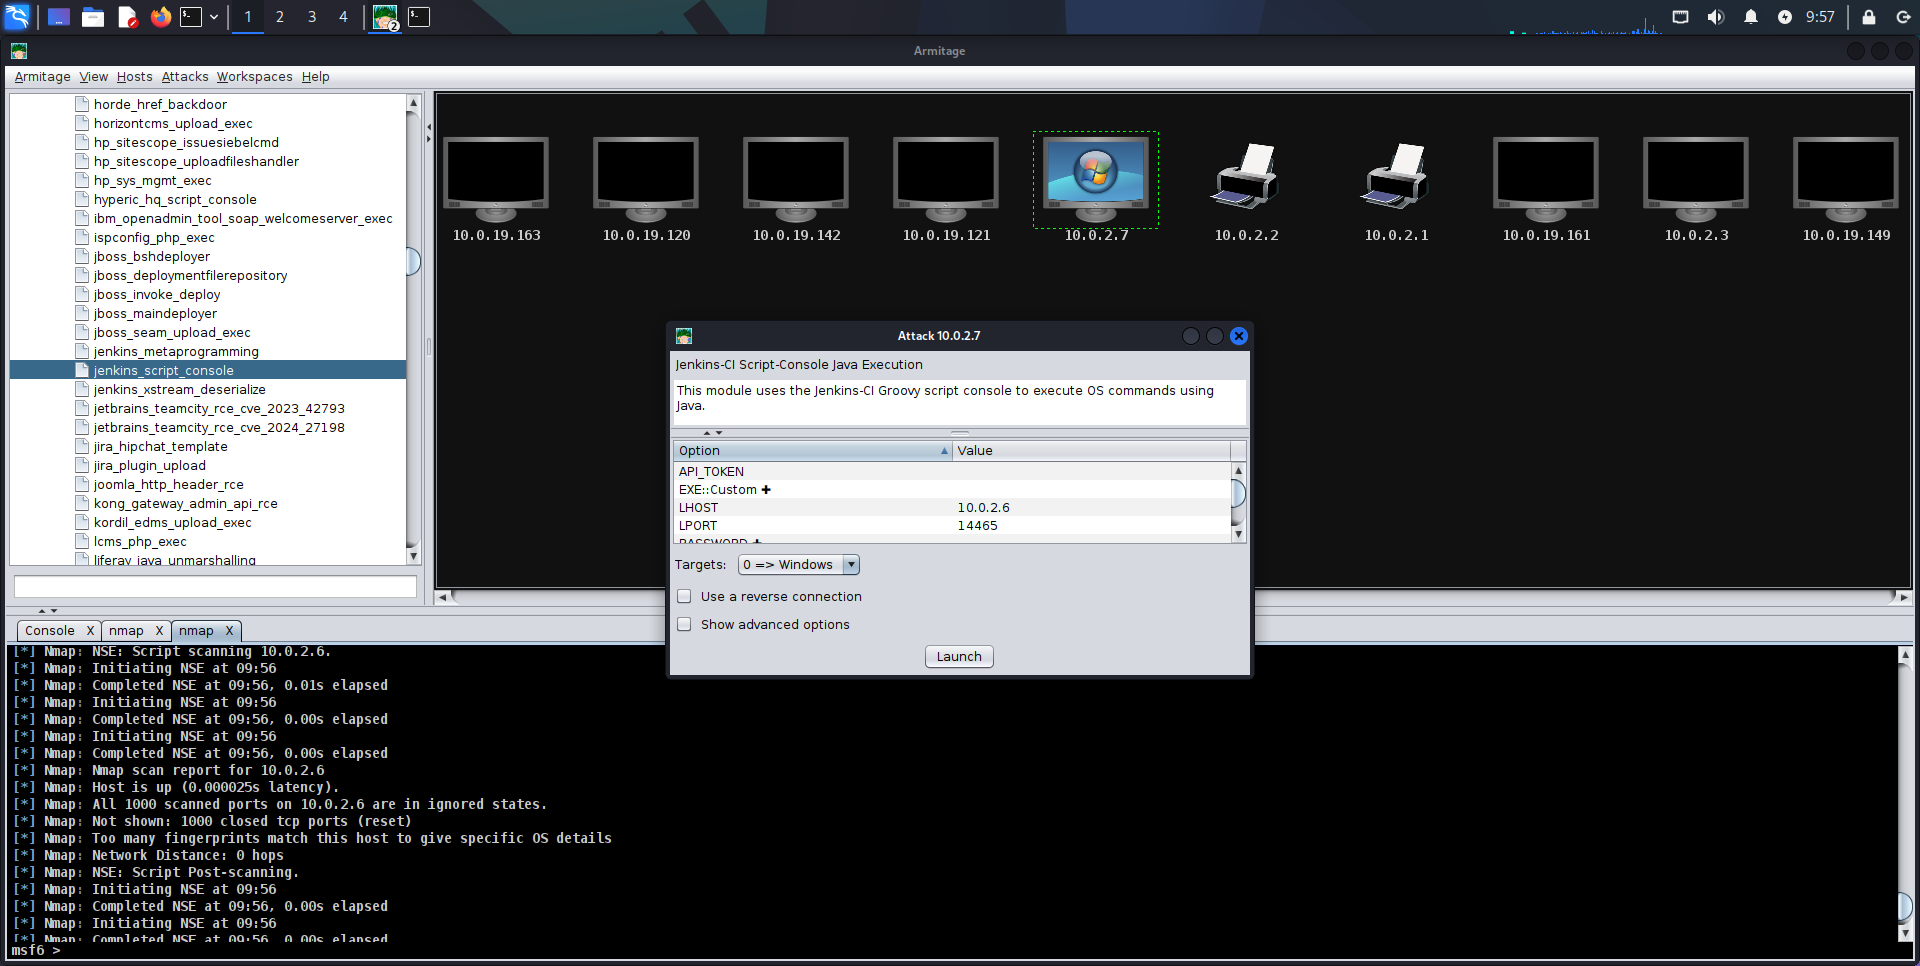 1 2 3 4 2 9:57
Armitage
Armitage View Hosts Attacks Workspaces Help
horde_href_backdoor
horizontcms_upload_exec
hp_sitescope_issuesiebelcmd
hp_sitescope_uploadfileshandler
hp_sys_mgmt_exec
hyperic_hq_script_console
ibm_openadmin_tool_soap_welcomeserver_exec
ispconfig_php_exec
jboss_bshdeployer
jboss_deploymentfilerepository
jboss_invoke_deploy
jboss_maindeployer
jboss_seam_upload_exec
jenkins_metaprogramming
jenkins_script_console
jenkins_xstream_deserialize
jetbrains_teamcity_rce_cve_2023_42793
jetbrains_teamcity_rce_cve_2024_27198
jira_hipchat_template
jira_plugin_upload
joomla_http_header_rce
kong_gateway_admin_api_rce
kordil_edms_upload_exec
lcms_php_exec
liferay_java_unmarshalling
10.0.19.163 10.0.19.120 10.0.19.142 10.0.19.121 10.0.2.7 10.0.2.2 10.0.2.1 10.0.19.161 10.0.2.3 10.0.19.149
Attack 10.0.2.7
Jenkins-CI Script-Console Java Execution
This module uses the Jenkins-CI Groovy script console to execute OS commands using
Java.
Option Value
API_TOKEN
EXE::Custom +
LHOST 10.0.2.6
LPORT 14465
PASSWORD +
Targets: 0 => Windows
Use a reverse connection
Show advanced options
Launch
Console X nmap X nmap X
[*] Nmap: NSE: Script scanning 10.0.2.6.
[*] Nmap: Initiating NSE at 09:56
[*] Nmap: Completed NSE at 09:56, 0.01s elapsed
[*] Nmap: Initiating NSE at 09:56
[*] Nmap: Completed NSE at 09:56, 0.00s elapsed
[*] Nmap: Initiating NSE at 09:56
[*] Nmap: Completed NSE at 09:56, 0.00s elapsed
[*] Nmap: Nmap scan report for 10.0.2.6
[*] Nmap: Host is up (0.000025s latency).
[*] Nmap: All 1000 scanned ports on 10.0.2.6 are in ignored states.
[*] Nmap: Not shown: 1000 closed tcp ports (reset)
[*] Nmap: Too many fingerprints match this host to give specific OS details
[*] Nmap: Network Distance: 0 hops
[*] Nmap: NSE: Script Post-scanning.
[*] Nmap: Initiating NSE at 09:56
[*] Nmap: Completed NSE at 09:56, 0.00s elapsed
[*] Nmap: Initiating NSE at 09:56
[*] Nmap: Completed NSE at 09:56, 0.00s elapsed
msf6 >